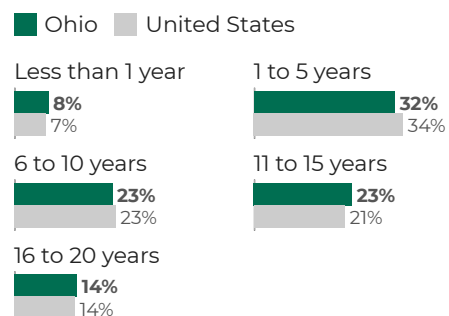 Ohio United States
Less than 1 year
8%
7%
1 to 5 years
32%
34%
6 to 10 years
23%
23%
11 to 15 years
23%
21%
16 to 20 years
14%
14%